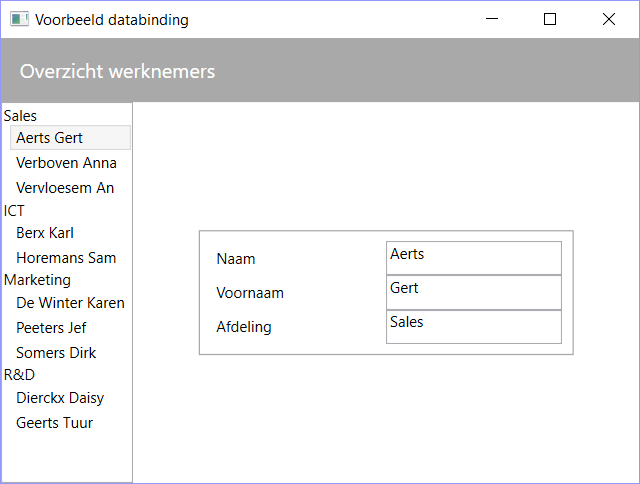 Voorbeeld databinding
Overzicht werknemers
Sales
Aerts Gert
Verboven Anna
Vervloesem An
ICT
Berx Karl
Horemans Sam
Marketing
De Winter Karen
Peeters Jef
Somers Dirk
R&D
Dierckx Daisy
Geerts Tuur
Naam Aerts
Voornaam Gert
Afdeling Sales